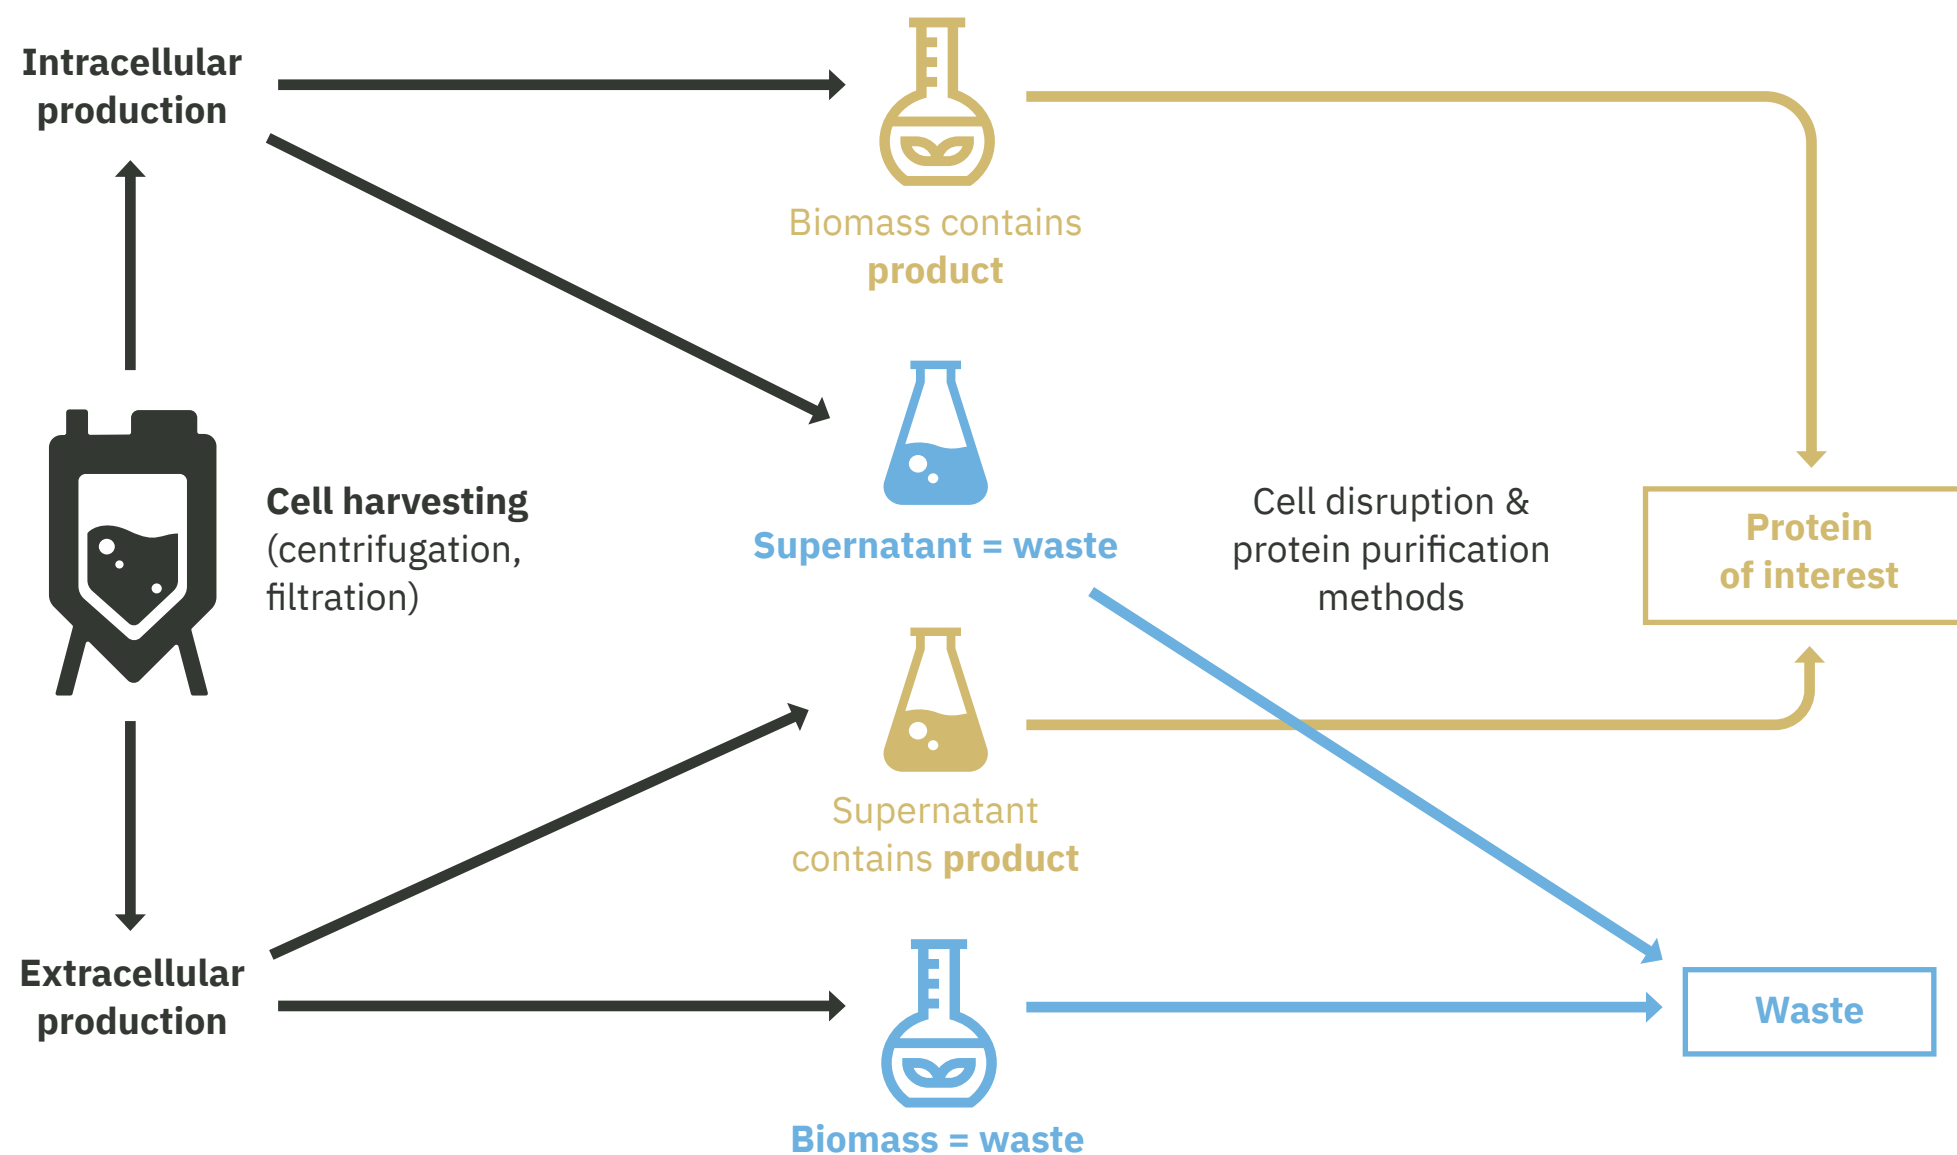 Intracellular
production
Biomass contains
product
Cell harvesting
(centrifugation,
filtration)
Supernatant = waste
Cell disruption &
protein purification
methods
Protein
of interest
Supernatant
contains product
Extracellular
production
Waste
Biomass = waste